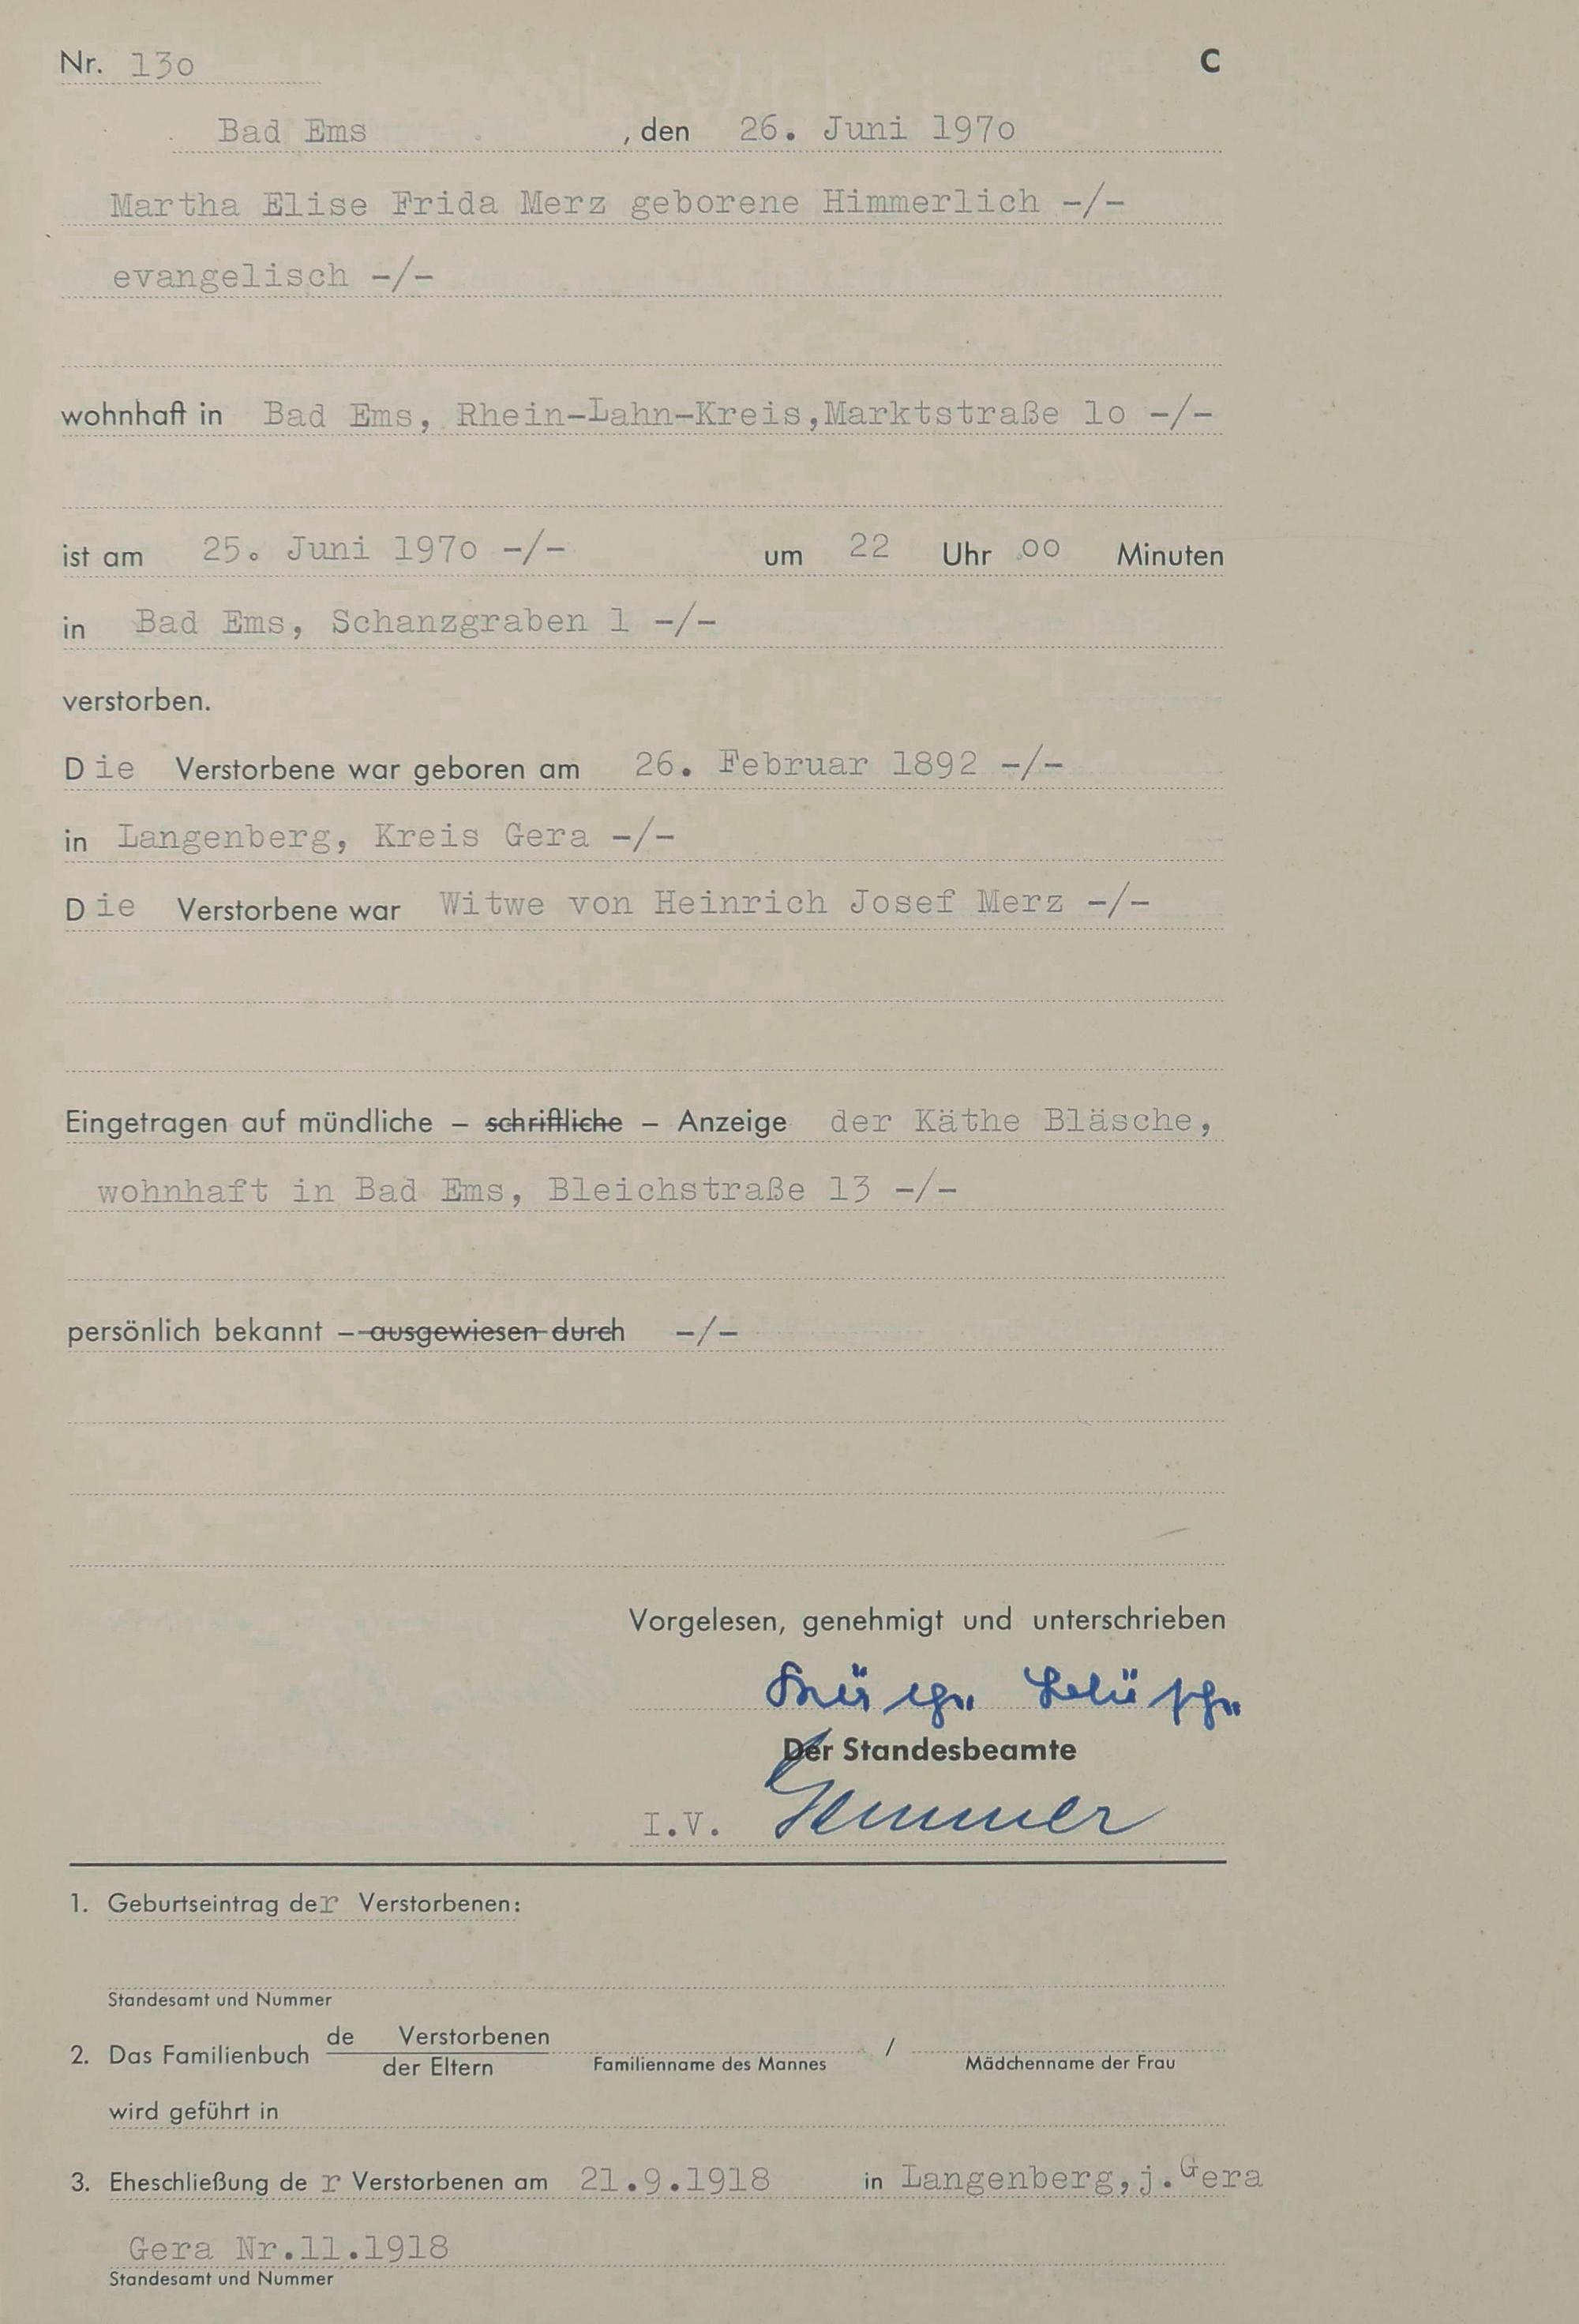 Nr. 13o C
Bad Ems , den 26. Juni 197o
Martha Elise Frida Merz geborene Himmerlich -/-
evangelisch -/-
wohnhaft in Bad Ems, Rhein-Lahn-Kreis,Marktstraße lo -/-
ist am 25. Juni 197o -/- um 22 Uhr 00 Minuten
in Bad Ems, Schanzgraben 1 -/-
verstorben.
Die Verstorbene war geboren am 26. Februar 1892 -/-
in Langenberg, Kreis Gera -/-
Die Verstorbene war Witwe von Heinrich Josef Merz -/-
Eingetragen auf mündliche – schriftliche – Anzeige der Käthe Bläsche,
wohnhaft in Bad Ems, Bleichstraße 13 -/-
persönlich bekannt – ausgewiesen durch -/-
Vorgelesen, genehmigt und unterschrieben
Der Standesbeamte
I.V.
1. Geburtseintrag der Verstorbenen:
Standesamt und Nummer
2. Das Familienbuch de Verstorbenen / der Eltern Familienname des Mannes / Mädchenname der Frau
wird geführt in
3. Eheschließung de r Verstorbenen am 21.9.1918 in Langenberg,j.Gera
Gera Nr.11.1918
Standesamt und Nummer